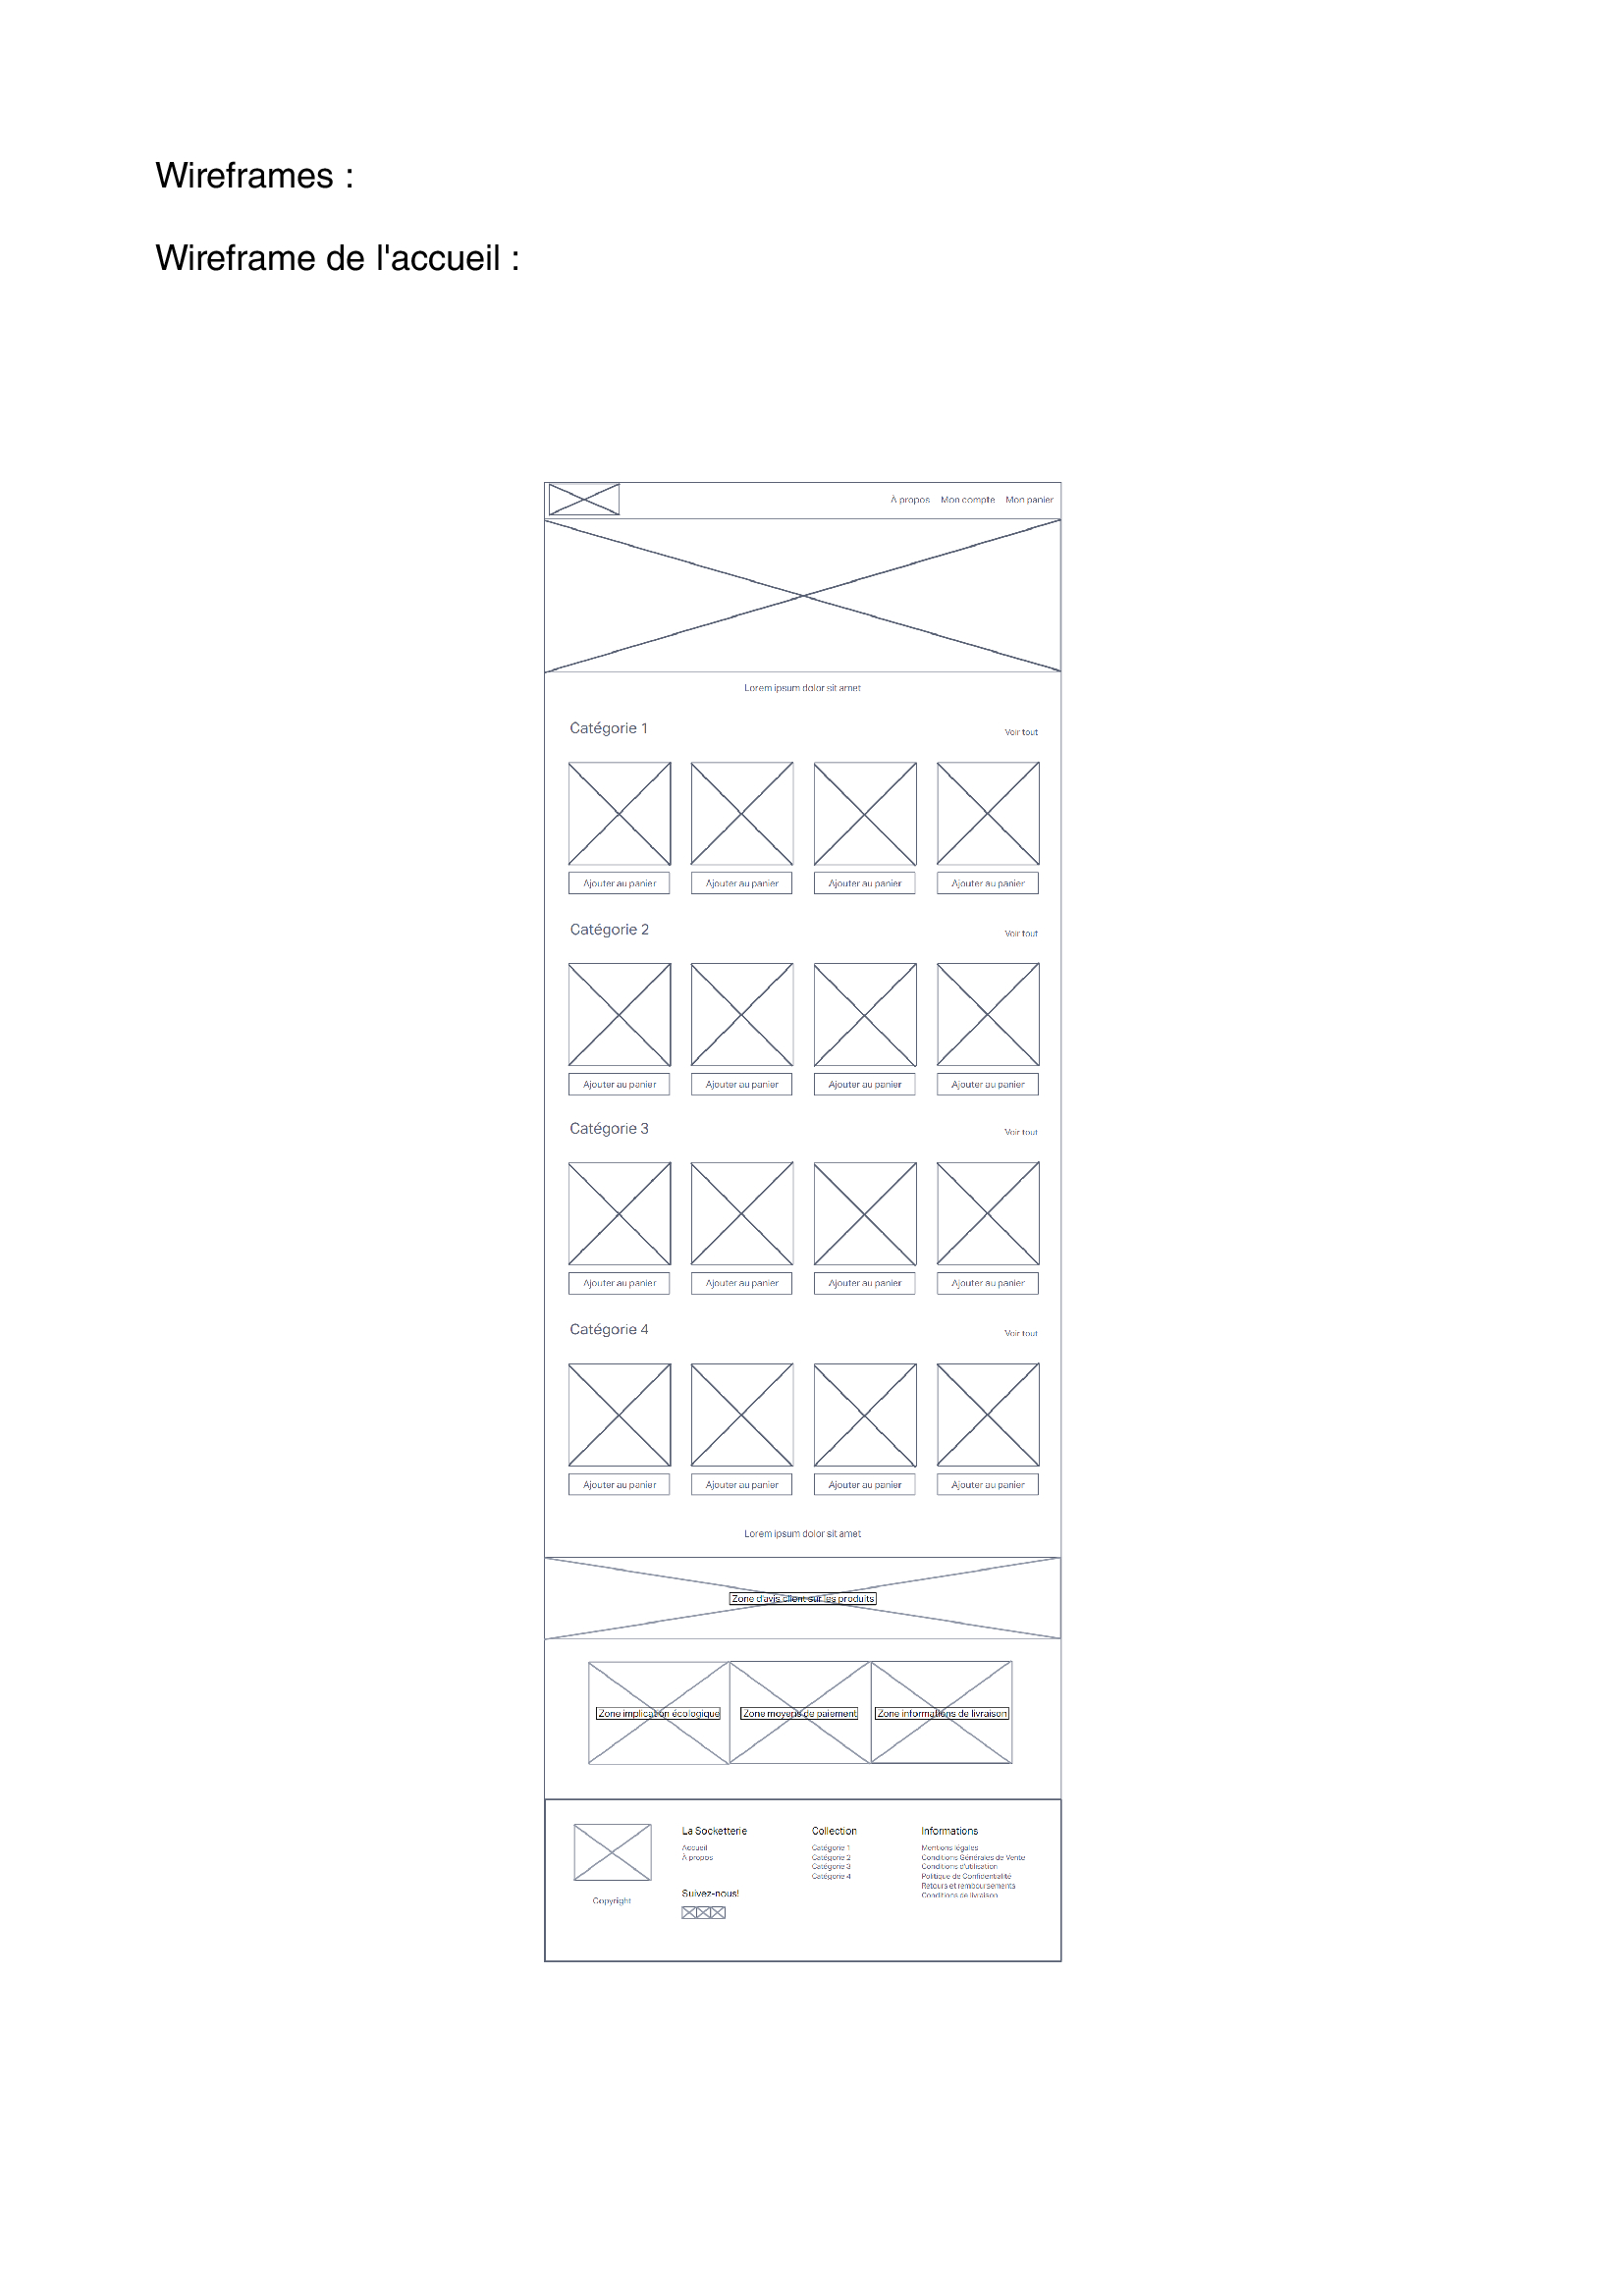 Wireframes :
Wireframe de l'accueil :
À propos Mon compte Mon panier
Lorem ipsum dolor sit amet
Catégorie 1 Voir tout
Ajouter au panier Ajouter au panier Ajouter au panier Ajouter au panier
Catégorie 2 Voir tout
Ajouter au panier Ajouter au panier Ajouter au panier Ajouter au panier
Catégorie 3 Voir tout
Ajouter au panier Ajouter au panier Ajouter au panier Ajouter au panier
Catégorie 4 Voir tout
Ajouter au panier Ajouter au panier Ajouter au panier Ajouter au panier
Lorem ipsum dolor sit amet
Zone d'avis client sur les produits
Zone implication écologique Zone moyens de paiement Zone informations de livraison
Copyright
La Socketterie
Accueil
À propos
Suivez-nous!
Collection
Catégorie 1
Catégorie 2
Catégorie 3
Catégorie 4
Informations
Mentions légales
Conditions Générales de Vente
Conditions d'utilisation
Politique de Confidentialité
Retours et remboursements
Conditions de livraison